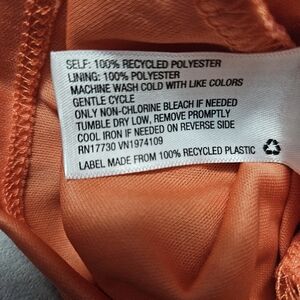 SELF: 100% RECYCLED POLYESTER
LINING: 100% POLYESTER
MACHINE WASH COLD WITH LIKE COLORS
GENTLE CYCLE
ONLY NON-CHLORINE BLEACH IF NEEDED
TUMBLE DRY LOW, REMOVE PROMPTLY
COOL IRON IF NEEDED ON REVERSE SIDE
RN17730 VN1974109
LABEL MADE FROM 100% RECYCLED PLASTIC